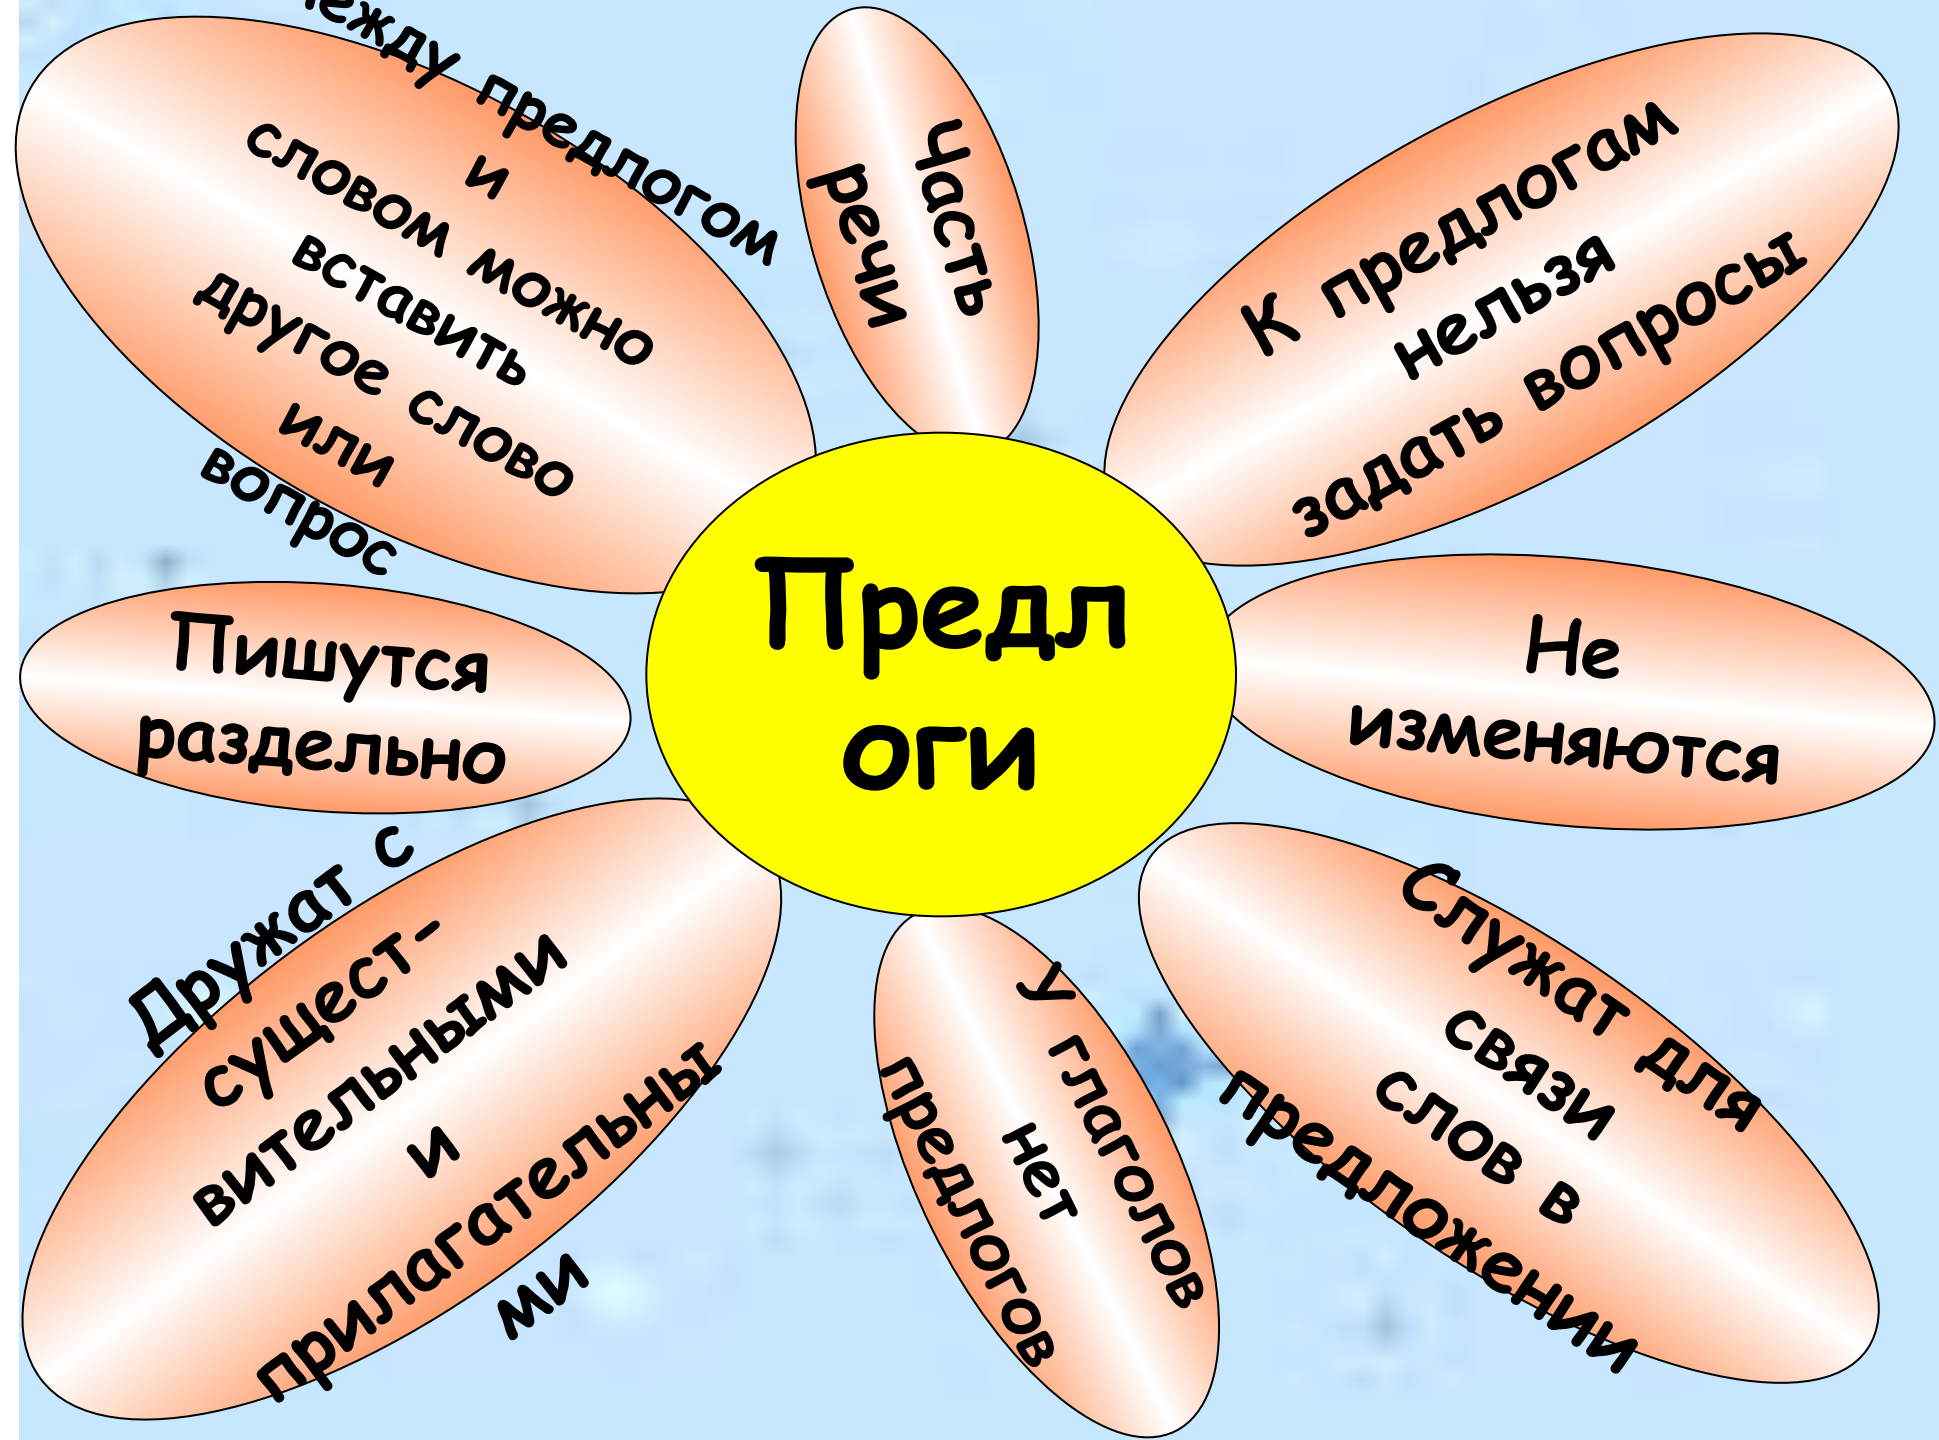 предлогом
и
словом можно
вставить
другое слово
или
вопрос
Часть
речи
К предлогам
нельзя
задать вопросы
Предл
оги
Пишутся
раздельно
Не
изменяются
Дружат с
сущест-
вительными
и
прилагательны
ми
У глаголов
нет
предлогов
Служат для
связи
слов в
предложении